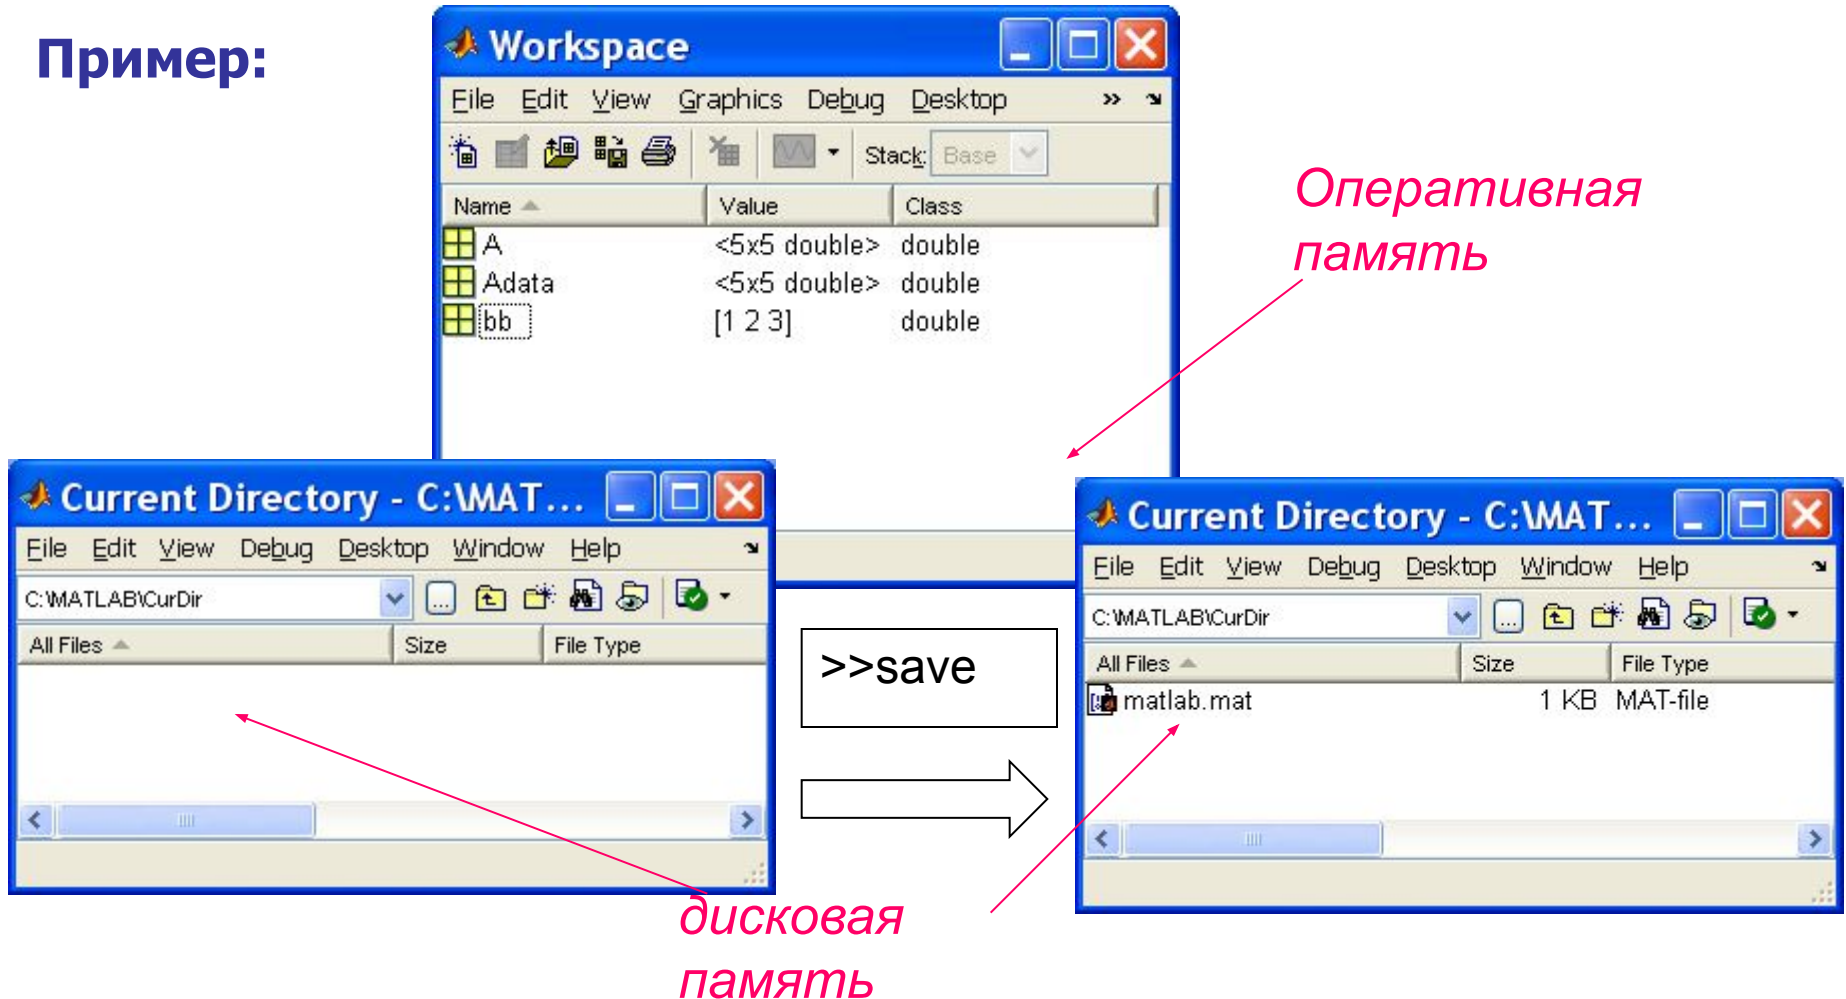 Пример:
Workspace
File Edit View Graphics Debug Desktop »
Stack: Base
Name Value Class
A <5x5 double> double
Adata <5x5 double> double
bb [1 2 3] double
Оперативная
память
Current Directory - C:\MAT...
File Edit View Debug Desktop Window Help
C:\MATLAB\CurDir ...
All Files Size File Type
>>save
Current Directory - C:\MAT...
File Edit View Debug Desktop Window Help
C:\MATLAB\CurDir ...
All Files Size File Type
matlab.mat 1 KB MAT-file
дисковая
память